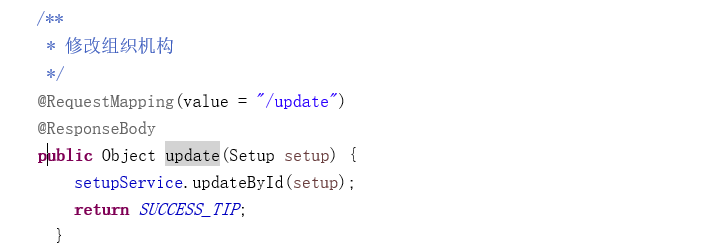 /**
 * 修改组织机构
 */
@RequestMapping(value = "/update")
@ResponseBody
public Object update(Setup setup) {
    setupService.updateById(setup);
    return SUCCESS_TIP;
  }